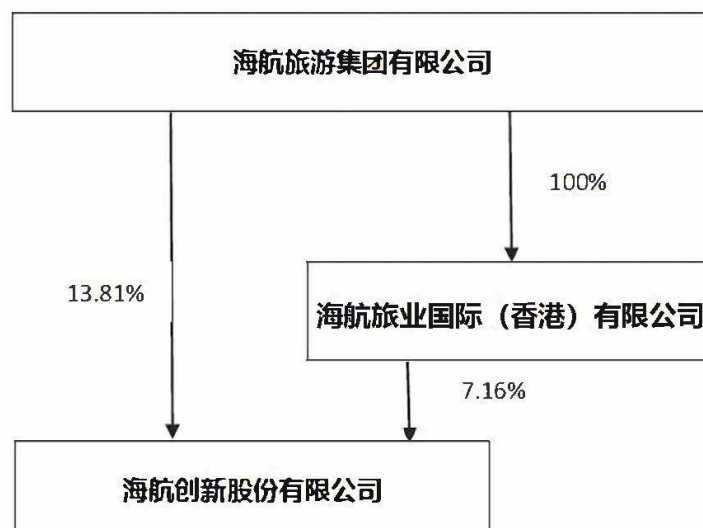 海航旅游集团有限公司
100%
13.81%
海航旅业国际（香港）有限公司
7.16%
海航创新股份有限公司